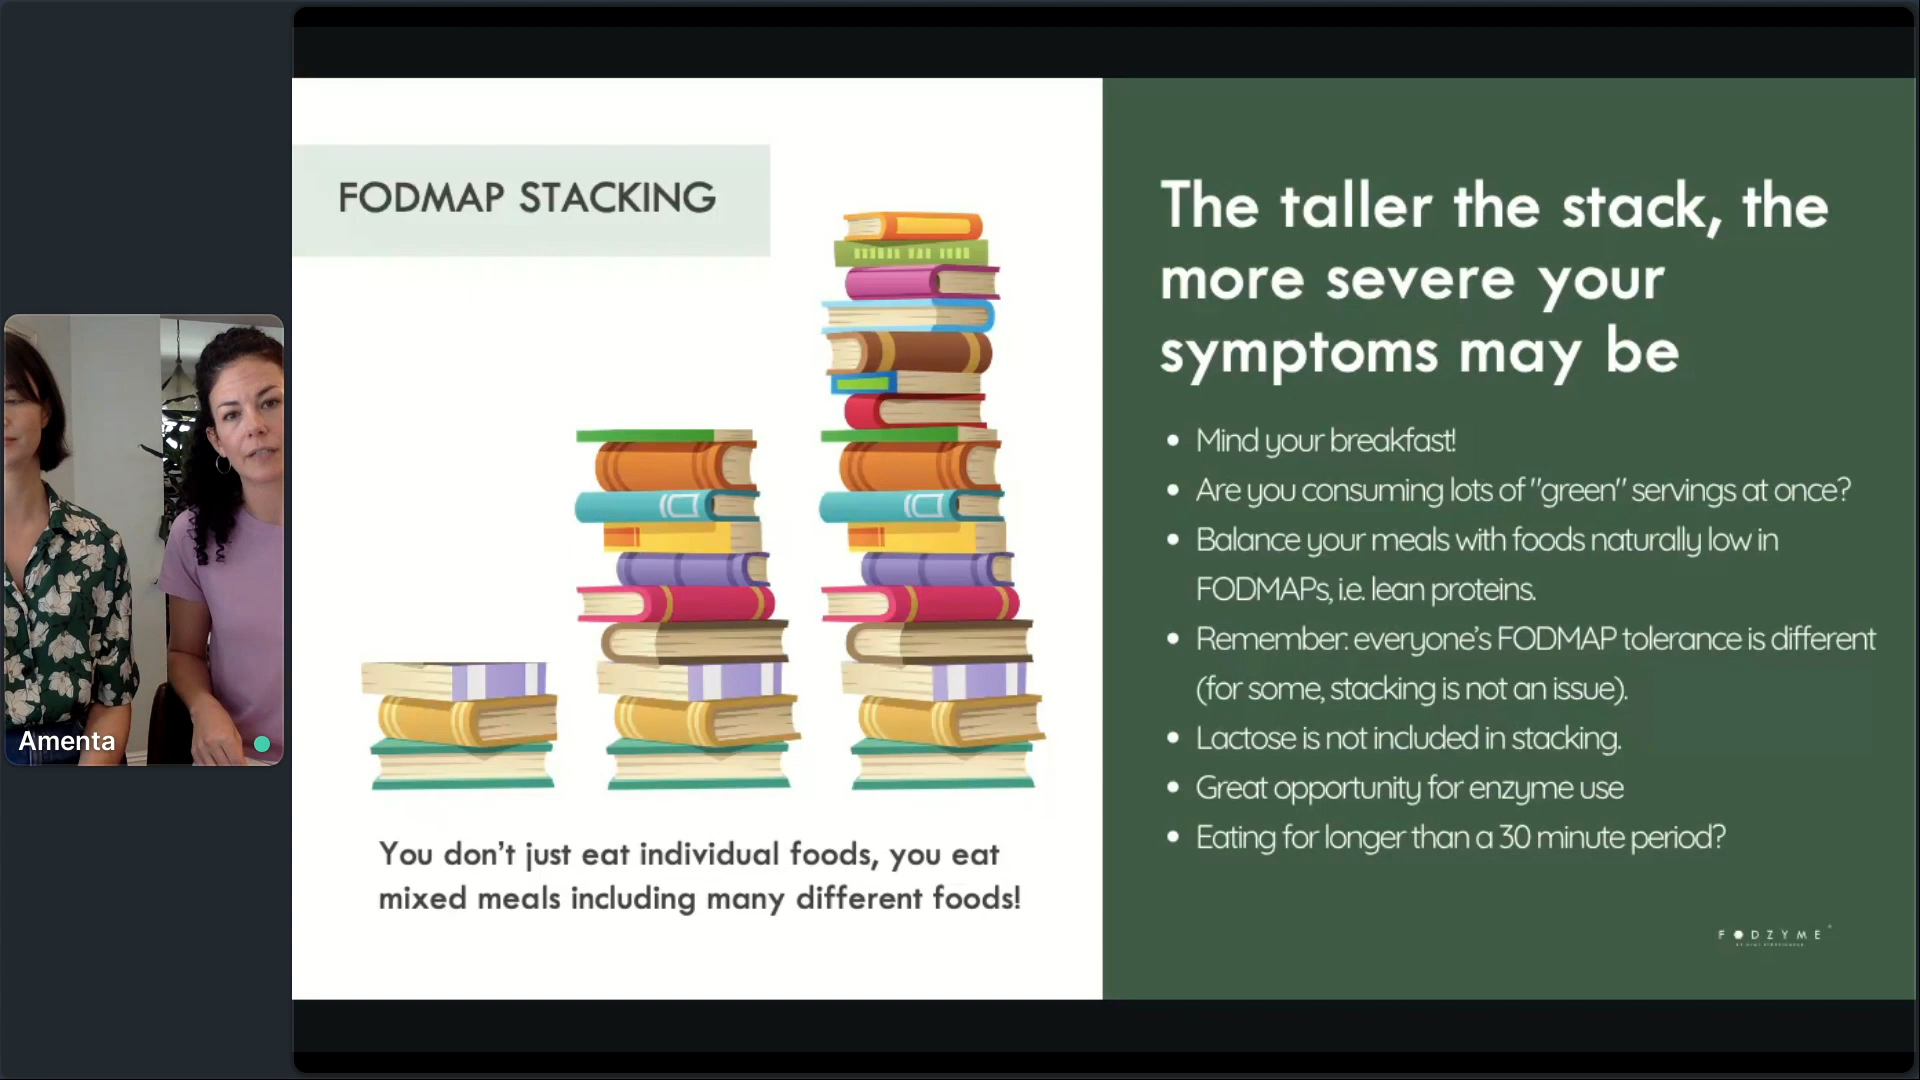 FODMAP STACKING
You don't just eat individual foods, you eat
mixed meals including many different foods!
The taller the stack, the
more severe your
symptoms may be
• Mind your breakfast!
• Are you consuming lots of "green" servings at once?
• Balance your meals with foods naturally low in
FODMAPs, i.e. lean proteins.
• Remember: everyone's FODMAP tolerance is different
(for some, stacking is not an issue).
• Lactose is not included in stacking.
• Great opportunity for enzyme use
• Eating for longer than a 30 minute period?
FODZYME
Amenta